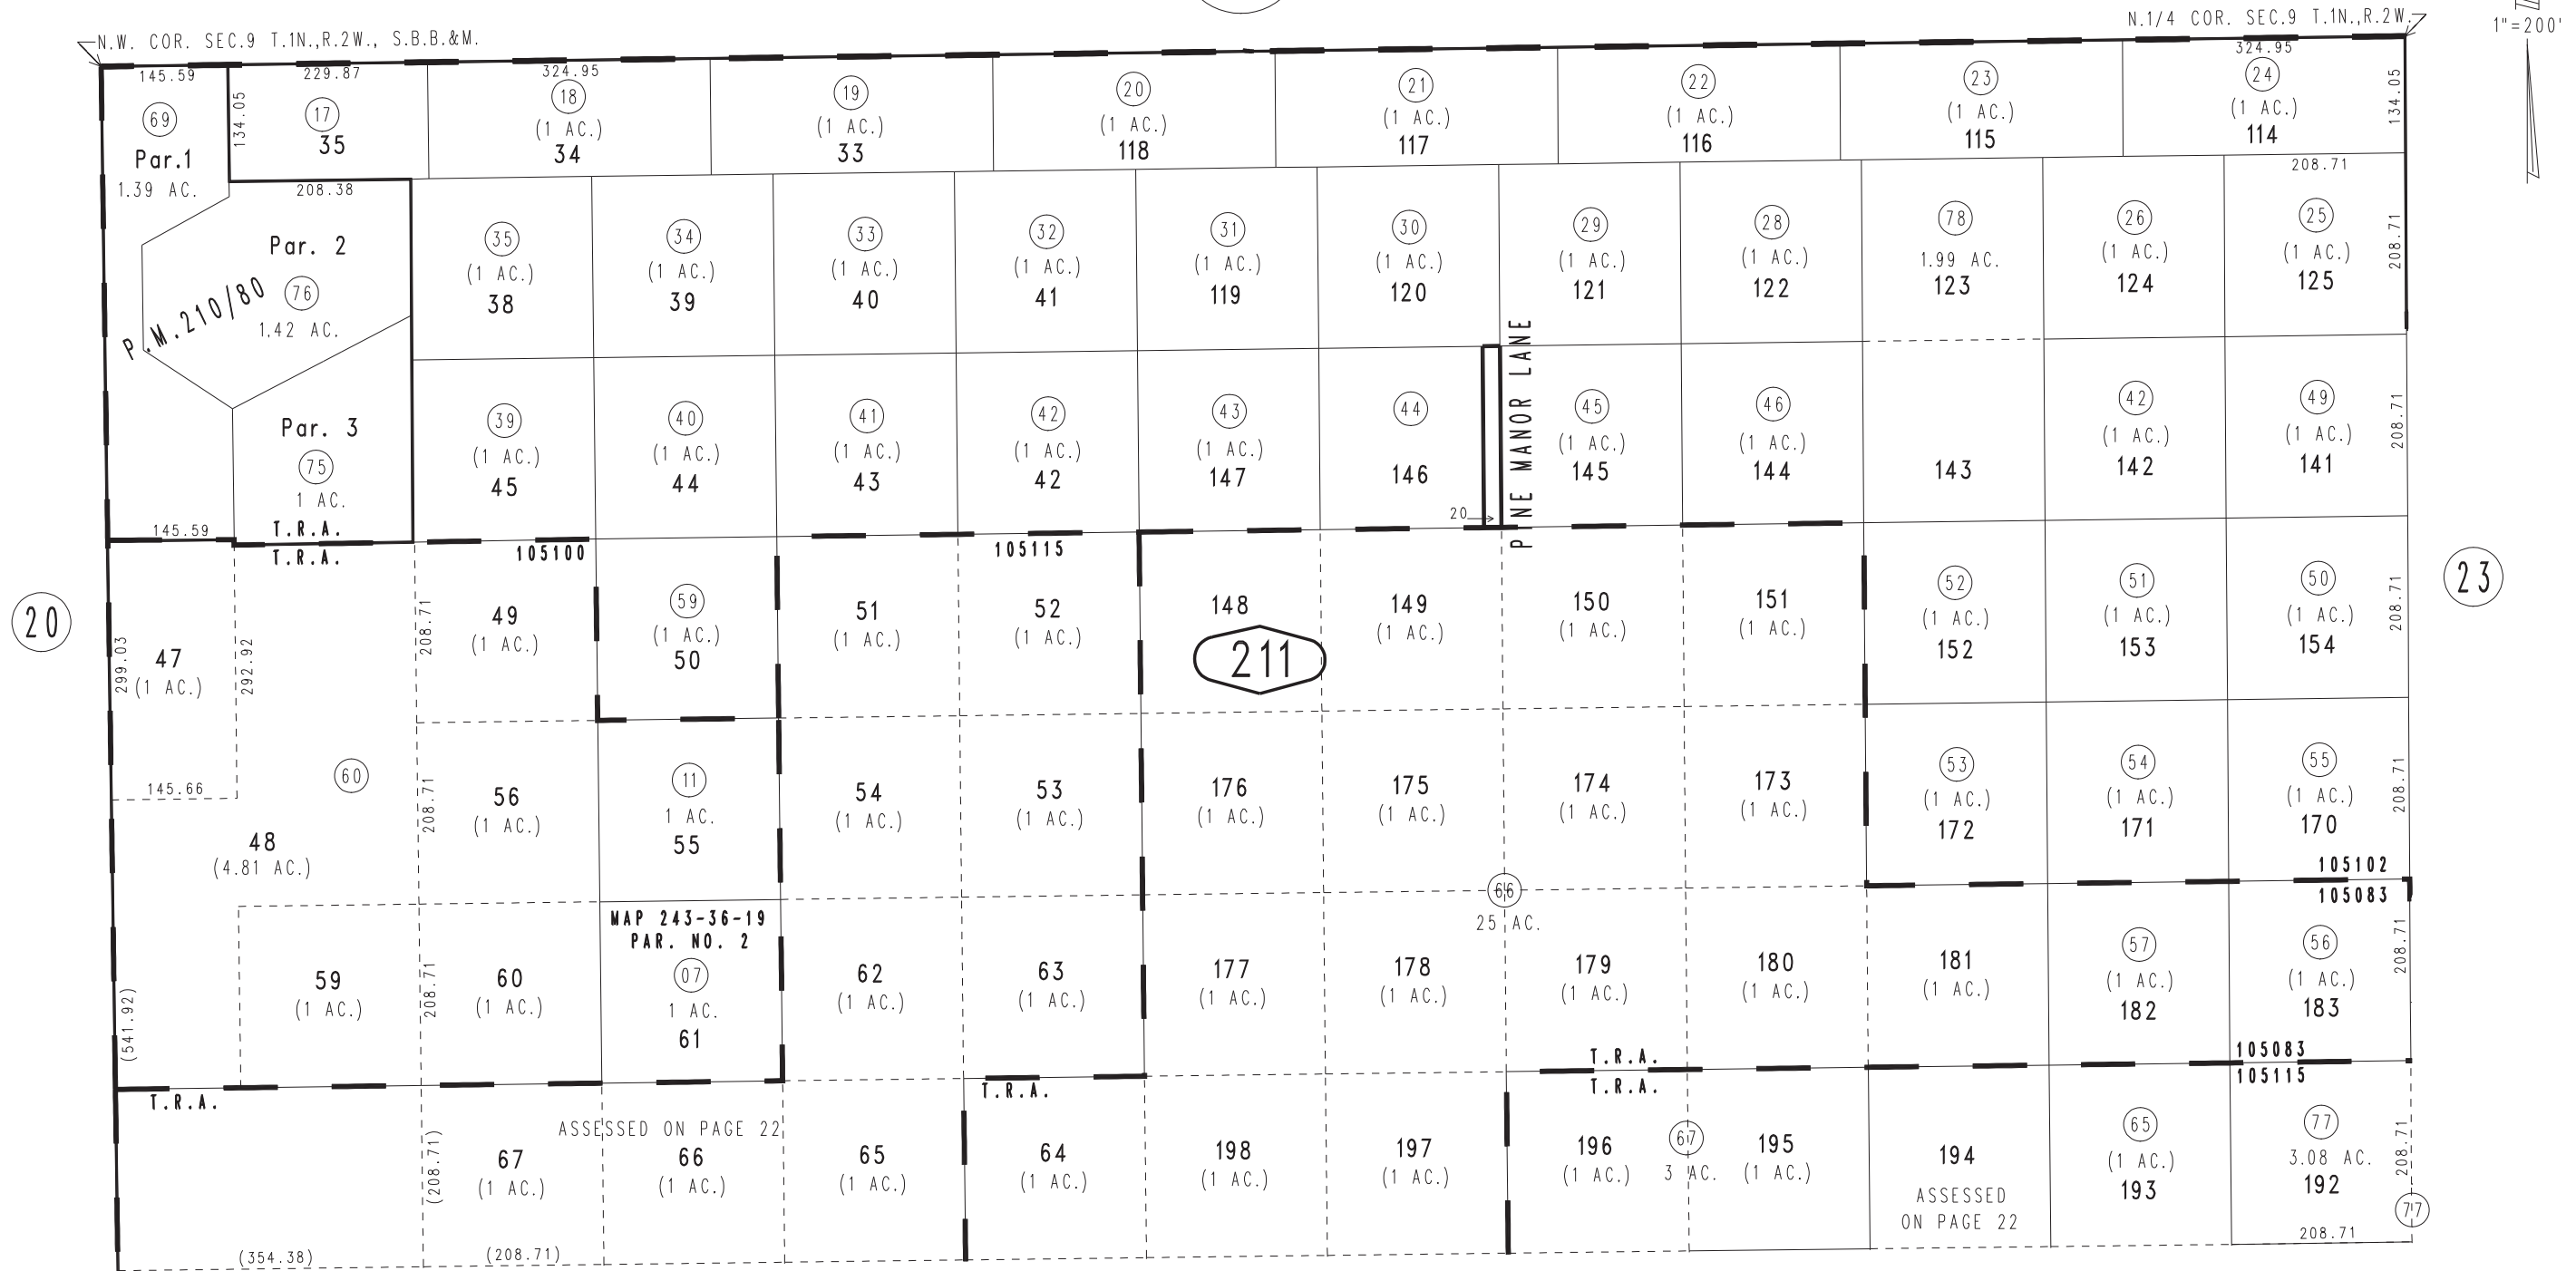 N.W. COR. SEC.9 T.1N.,R.2W., S.B.B.&M.
N.1/4 COR. SEC.9 T.1N.,R.2W.
1"=200'
145.59
229.87
324.95
324.95
134.05
134.05
69
Par.1
1.39 AC.
17
35
18
(1 AC.)
34
19
(1 AC.)
33
20
(1 AC.)
118
21
(1 AC.)
117
22
(1 AC.)
116
23
(1 AC.)
115
24
(1 AC.)
114
208.38
208.71
Par. 2
76
1.42 AC.
P.M.210/80
35
(1 AC.)
38
34
(1 AC.)
39
33
(1 AC.)
40
32
(1 AC.)
41
31
(1 AC.)
119
30
(1 AC.)
120
29
(1 AC.)
121
28
(1 AC.)
122
78
1.99 AC.
123
26
(1 AC.)
124
25
(1 AC.)
125
208.71
Par. 3
75
1 AC.
39
(1 AC.)
45
40
(1 AC.)
44
41
(1 AC.)
43
42
(1 AC.)
42
43
(1 AC.)
147
44
146
20
PINE MANOR LANE
45
(1 AC.)
145
46
(1 AC.)
144
143
42
(1 AC.)
142
49
(1 AC.)
141
208.71
145.59
T.R.A.
T.R.A.
105100
105115
20
299.03
47
(1 AC.)
292.92
208.71
49
(1 AC.)
59
(1 AC.)
50
51
(1 AC.)
52
(1 AC.)
148
211
149
(1 AC.)
150
(1 AC.)
151
(1 AC.)
52
(1 AC.)
152
51
(1 AC.)
153
50
(1 AC.)
154
208.71
23
145.66
60
48
(4.81 AC.)
208.71
56
(1 AC.)
11
1 AC.
55
54
(1 AC.)
53
(1 AC.)
176
(1 AC.)
175
(1 AC.)
174
(1 AC.)
173
(1 AC.)
53
(1 AC.)
172
54
(1 AC.)
171
55
(1 AC.)
170
208.71
105102
105083
66
25 AC.
(541.92)
59
(1 AC.)
208.71
60
(1 AC.)
MAP 243-36-19
PAR. NO. 2
07
1 AC.
61
62
(1 AC.)
63
(1 AC.)
177
(1 AC.)
178
(1 AC.)
179
(1 AC.)
180
(1 AC.)
181
(1 AC.)
57
(1 AC.)
182
56
(1 AC.)
183
208.71
T.R.A.
T.R.A.
T.R.A.
T.R.A.
105083
105115
ASSESSED ON PAGE 22
(208.71)
67
(1 AC.)
66
(1 AC.)
65
(1 AC.)
64
(1 AC.)
198
(1 AC.)
197
(1 AC.)
196
(1 AC.)
67
3 AC.
195
(1 AC.)
194
ASSESSED
ON PAGE 22
65
(1 AC.)
193
77
3.08 AC.
192
208.71
77
(354.38)
(208.71)
208.71